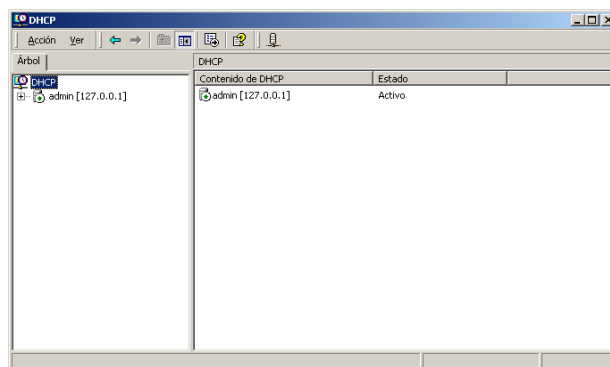 DHCP
Acción Ver
Árbol
DHCP
Contenido de DHCP Estado
DHCP
admin [127.0.0.1]
admin [127.0.0.1] Activo